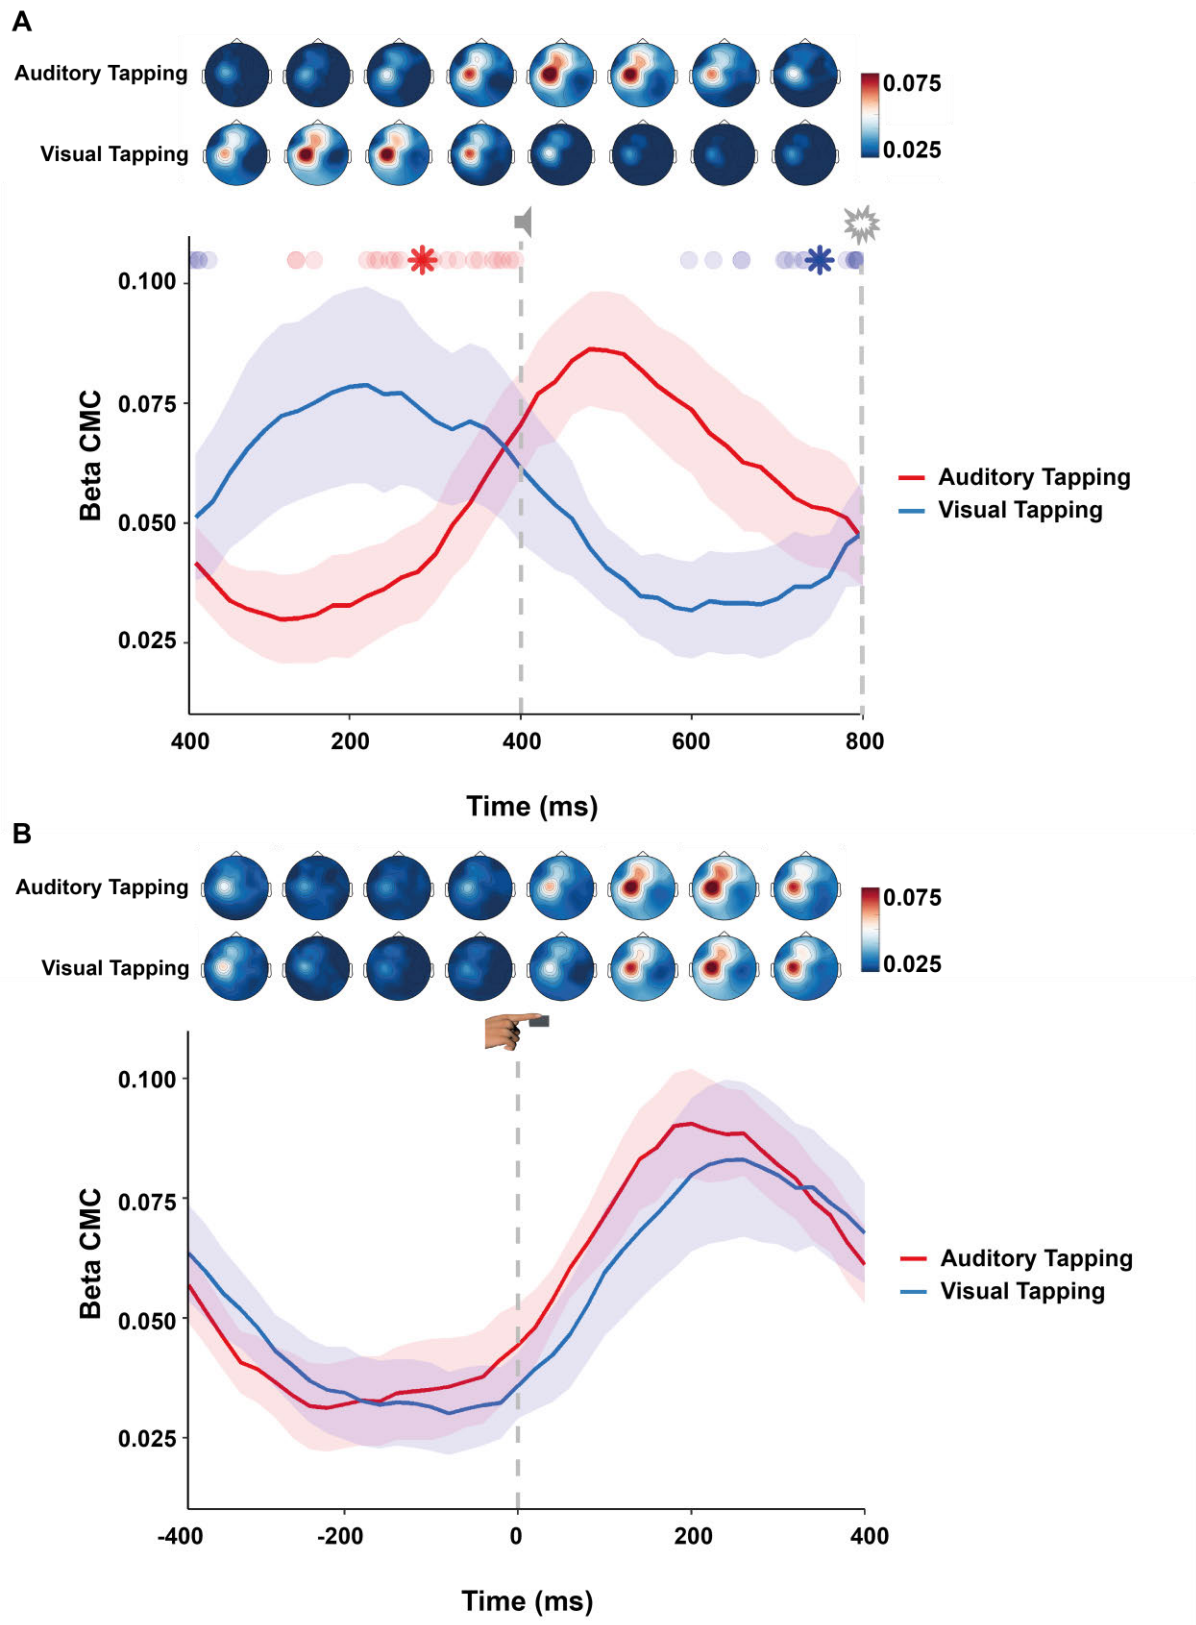 A
Auditory Tapping
Visual Tapping
0.075
0.025
0.100
0.075
0.050
0.025
Beta CMC
Auditory Tapping
Visual Tapping
400 200 400 600 800
Time (ms)
B
Auditory Tapping
Visual Tapping
0.075
0.025
0.100
0.075
0.050
0.025
Beta CMC
Auditory Tapping
Visual Tapping
-400 -200 0 200 400
Time (ms)